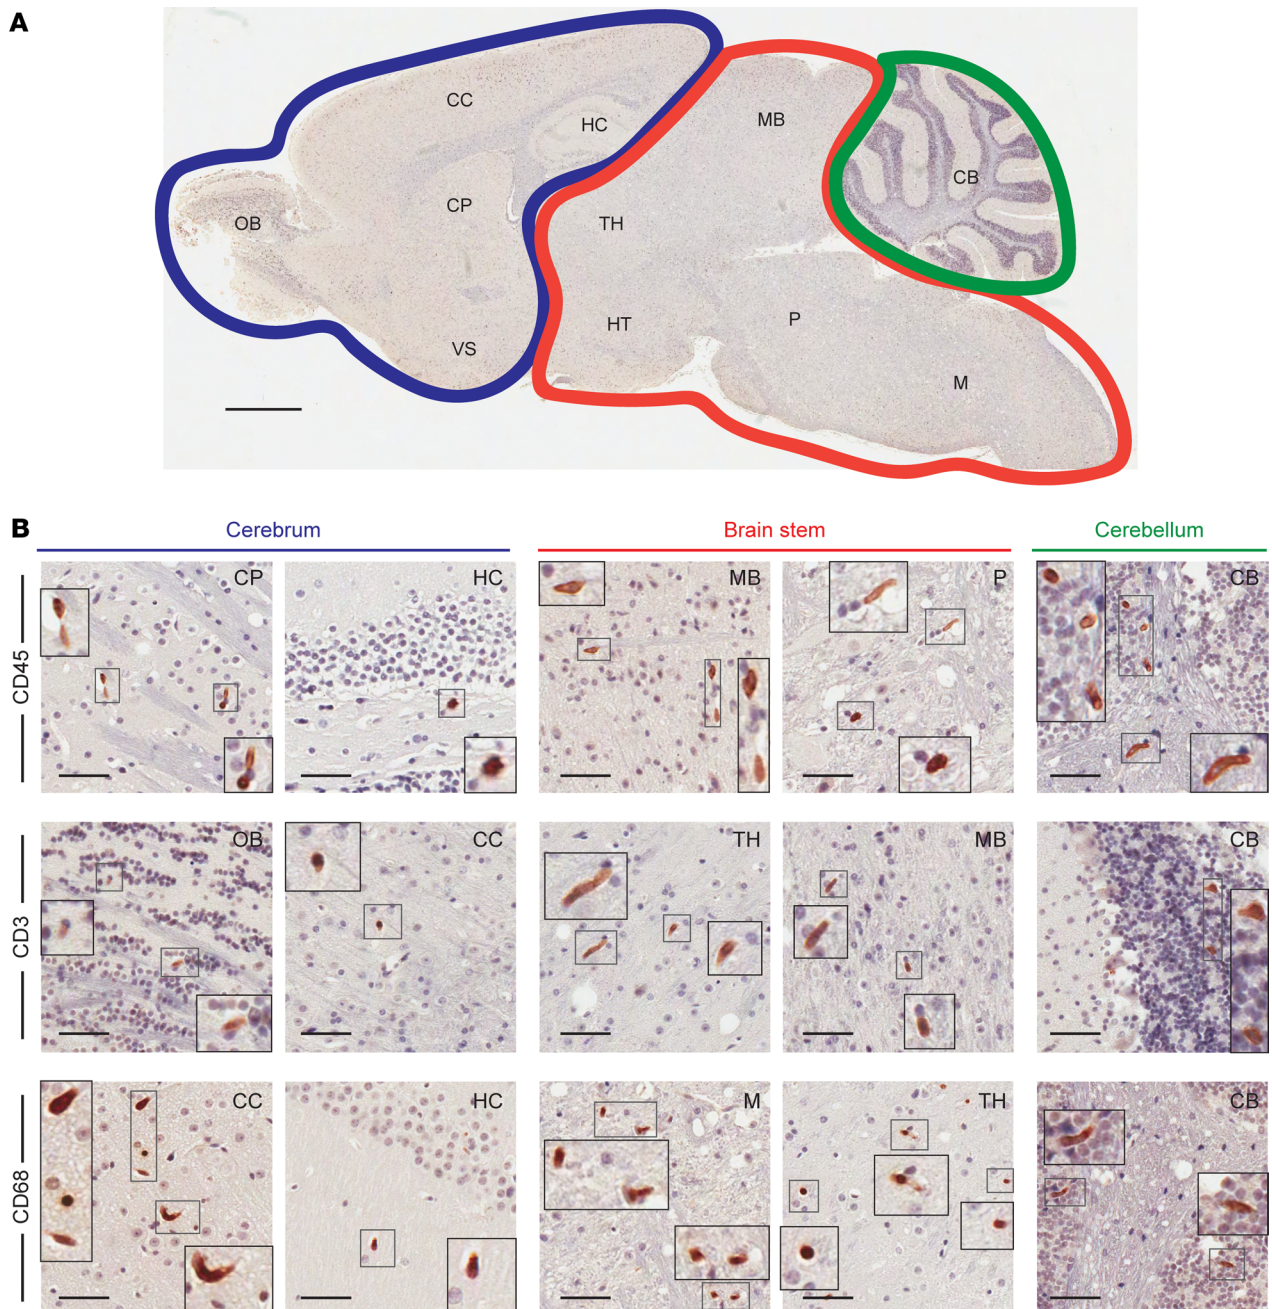 A
CC
HC
MB
CB
CP
OB
TH
HT
P
VS
M
B
Cerebrum
Brain stem
Cerebellum
CD45
CP
HC
MB
P
CB
CD3
OB
CC
TH
MB
CB
CD68
CC
HC
M
TH
CB